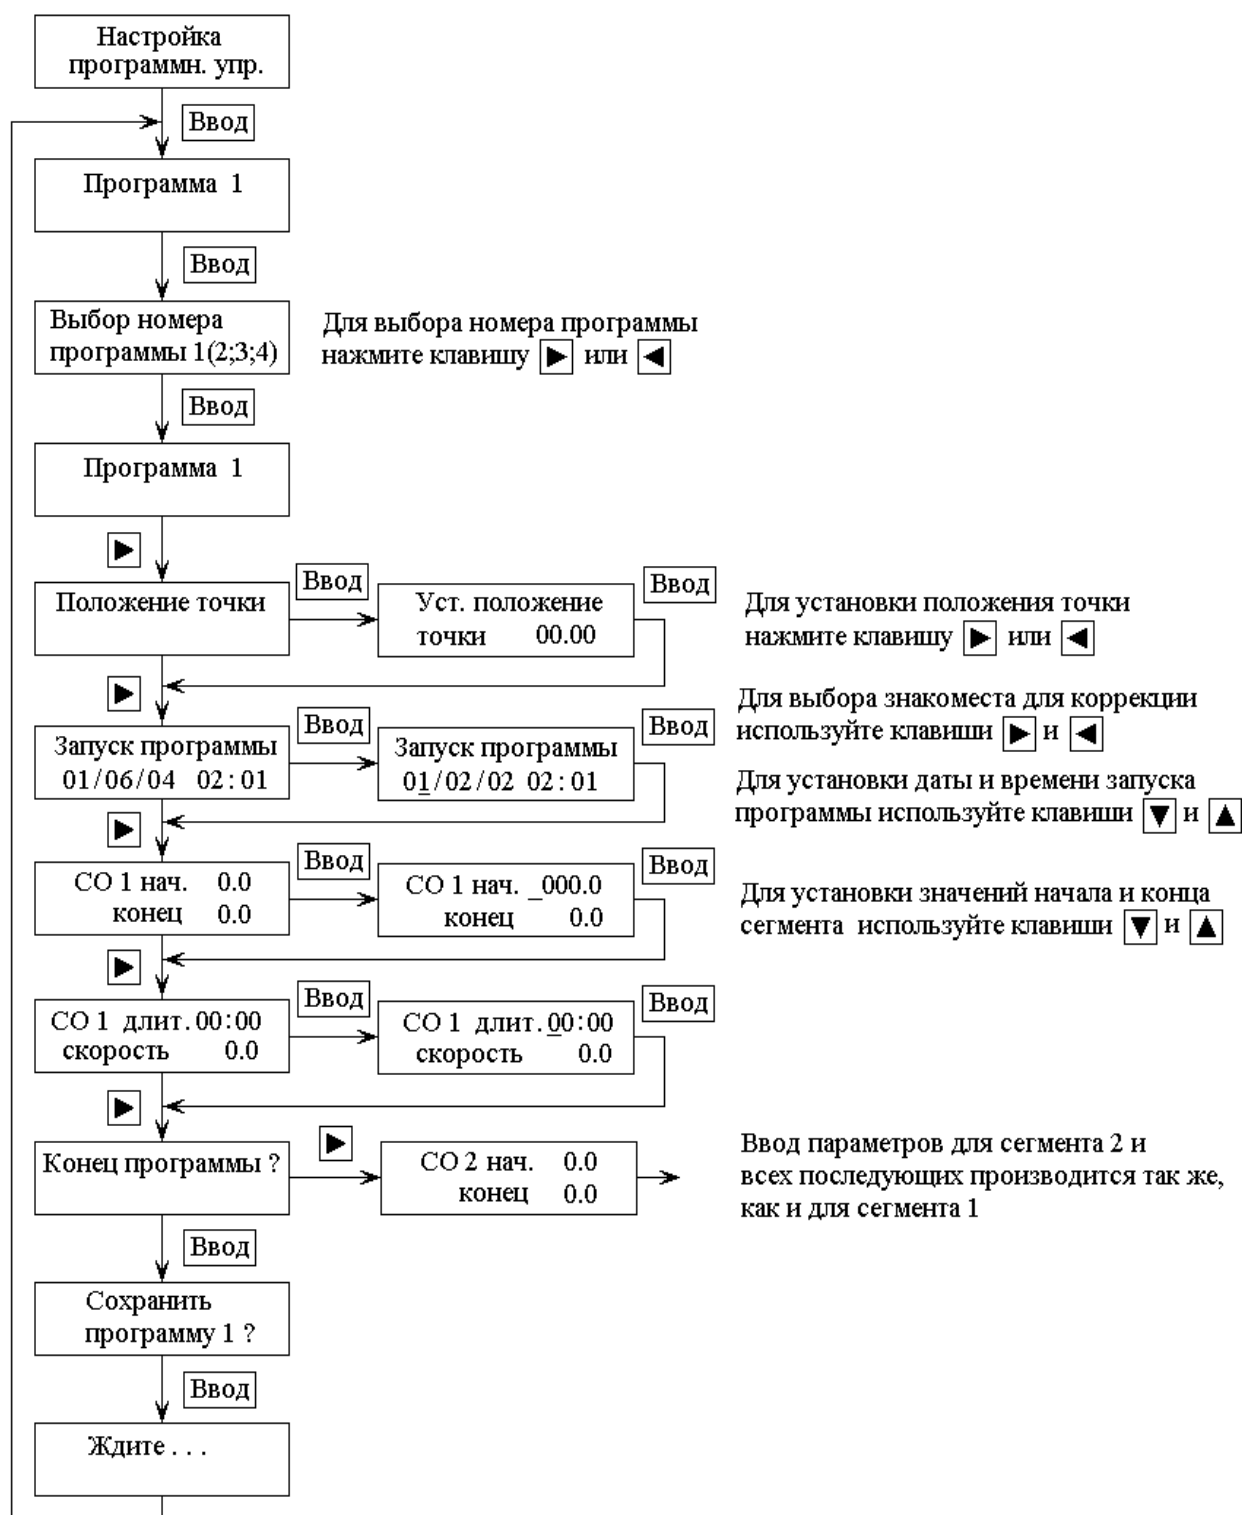 Настройка
программн. упр.
Ввод
Программа 1
Ввод
Выбор номера
программы 1(2;3;4)
Для выбора номера программы
нажмите клавишу ▶ или ◀
Ввод
Программа 1
▶
Положение точки
Ввод
Уст. положение
точки 00.00
Ввод
Для установки положения точки
нажмите клавишу ▶ или ◀
▶
Запуск программы
01/06/04 02:01
Ввод
Запуск программы
01/02/02 02:01
Ввод
Для выбора знакоместа для коррекции
используйте клавиши ▶ и ◀
Для установки даты и времени запуска
программы используйте клавиши ▼ и ▲
▶
СО 1 нач. 0.0
конец 0.0
Ввод
СО 1 нач. _000.0
конец 0.0
Ввод
Для установки значений начала и конца
сегмента используйте клавиши ▼ и ▲
▶
СО 1 длит. 00:00
скорость 0.0
Ввод
СО 1 длит. 00:00
скорость 0.0
Ввод
▶
Конец программы ?
▶
СО 2 нач. 0.0
конец 0.0
Ввод параметров для сегмента 2 и
всех последующих производится так же,
как и для сегмента 1
Ввод
Сохранить
программу 1 ?
Ввод
Ждите . . .